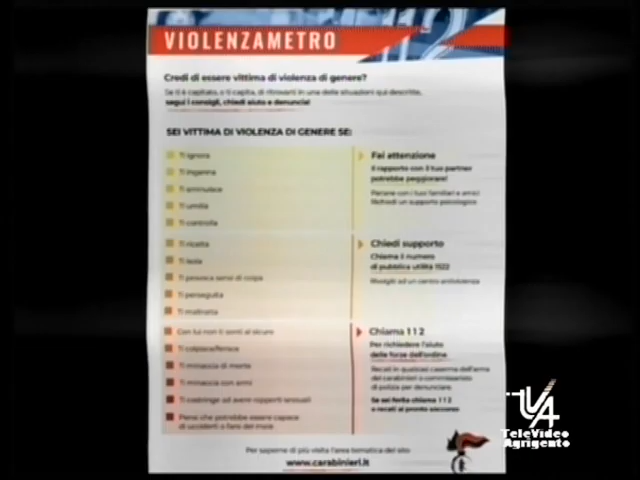 112
VIOLENZAMETRO
Credi di essere vittima di violenza di genere?
Se ti è capitato, o ti capita, di ritrovarti in una delle situazioni qui descritte,
segui i consigli, chiedi aiuto e denuncia!
SEI VITTIMA DI VIOLENZA DI GENERE SE:
Ti ignora
Ti inganna
Ti sminuisce
Ti umilia
Ti controlla
Fai attenzione
Il rapporto con il tuo partner
potrebbe peggiorare!
Parlane con i tuoi familiari e amici
Richiedi un supporto psicologico
Ti ricatta
Ti isola
Ti provoca senso di colpa
Ti perseguita
Ti maltratta
Chiedi supporto
Chiama il numero
di pubblica utilità 1522
Rivolgiti ad un centro antiviolenza
Con lui non ti senti al sicuro
Ti colpisce/ferisce
Ti minaccia di morte
Ti minaccia con armi
Ti costringe ad avere rapporti sessuali
Pensi che potrebbe essere capace
di uccidenti o fare del male
Chiama 112
Per richiedere l'aiuto
delle forze dell'ordine
Recati in qualsiasi caserma dell'arma
dei carabinieri o commissariato
di polizia per denunciare.
Se sei ferita chiama 112
o recati al pronto soccorso
Per saperne di più visita l'area tematica del sito
www.carabinieri.it
TVA
TeleVideo
Agrigento